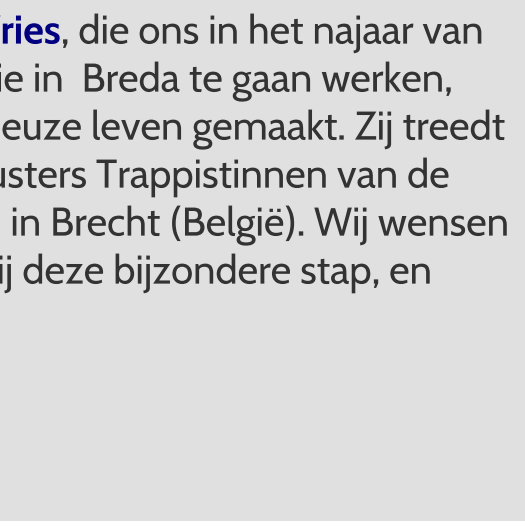 ries, die ons in het najaar van
ie in Breda te gaan werken,
euze leven gemaakt. Zij treedt
usters Trappistinnen van de
in Brecht (België). Wij wensen
ij deze bijzondere stap, en